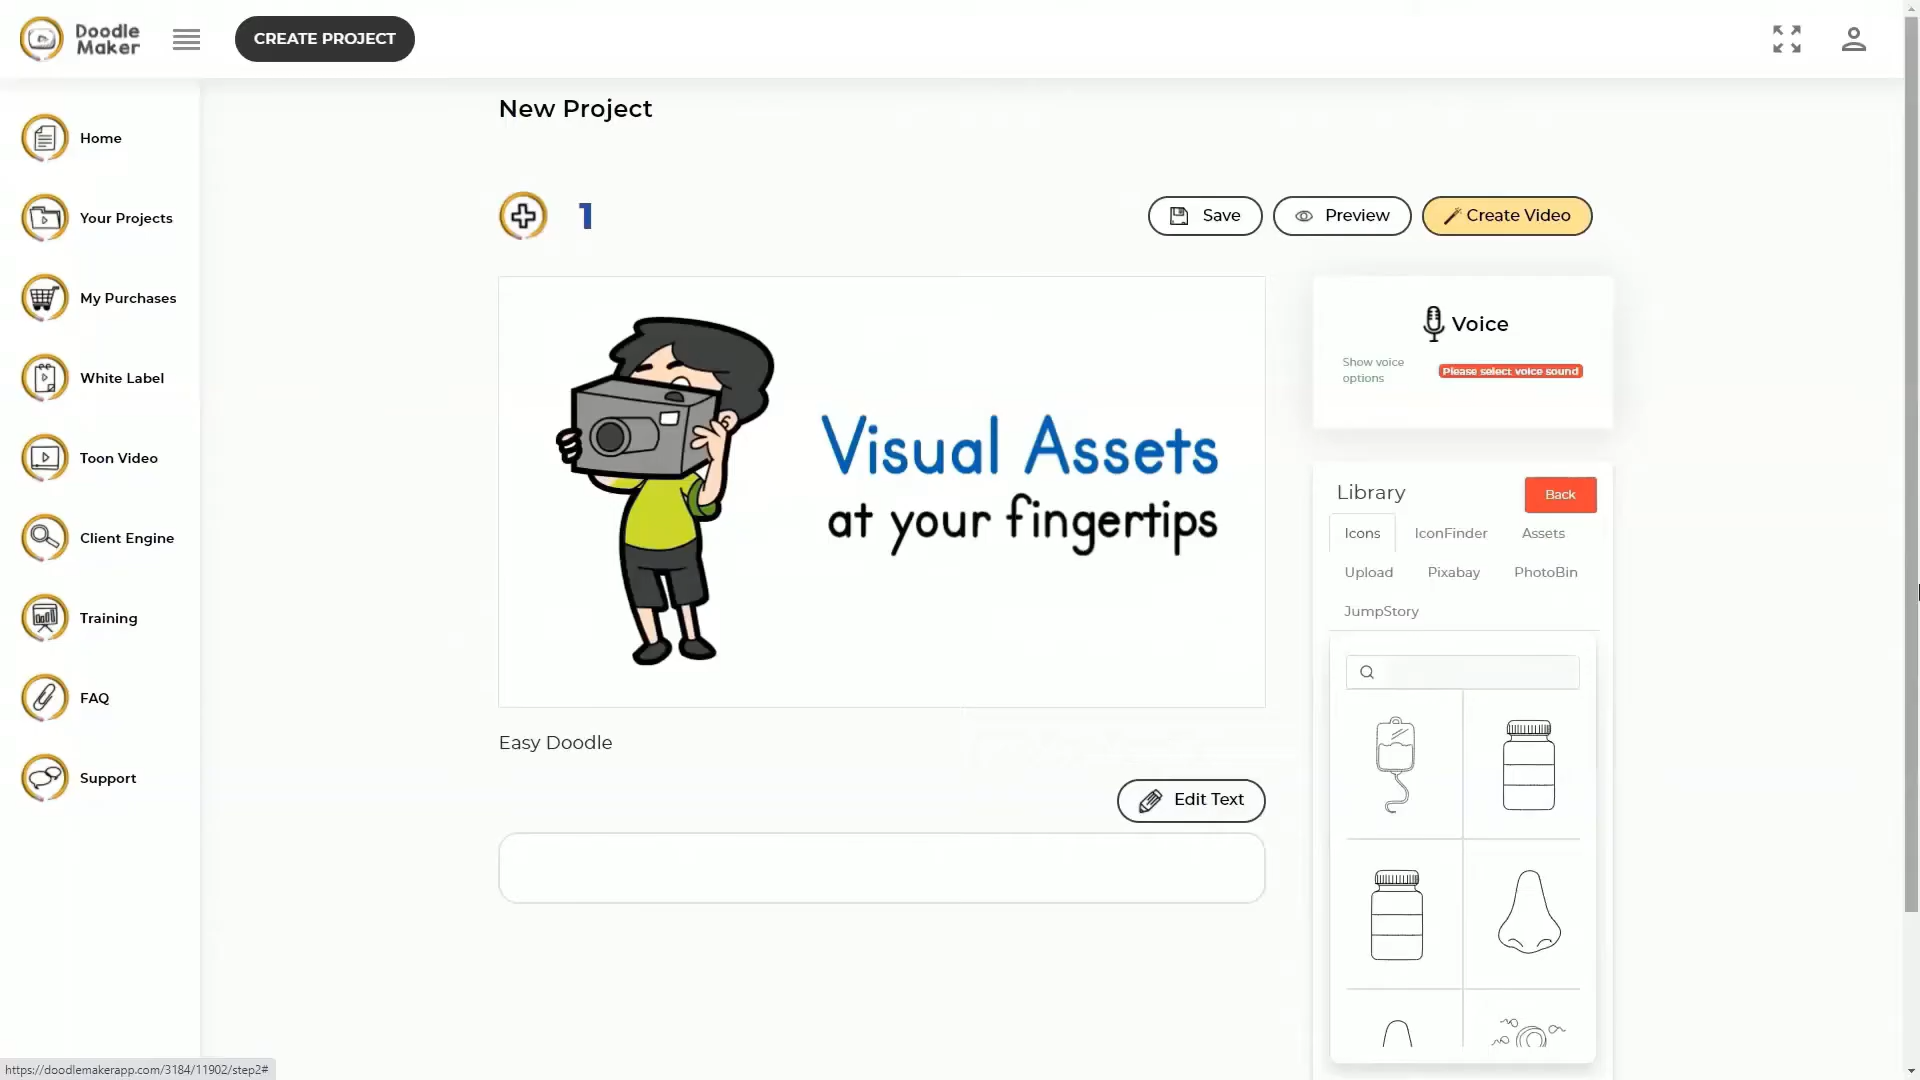 Doodle
Maker
CREATE PROJECT
Home
Your Projects
My Purchases
White Label
Toon Video
Client Engine
Training
FAQ
Support
New Project
1
Save
Preview
Create Video
Visual Assets
at your fingertips
Easy Doodle
Edit Text
Voice
Show voice
options
Please select voice sound
Library
Back
Icons IconFinder Assets
Upload Pixabay PhotoBin
JumpStory
https://doodlemakerapp.com/3184/11902/step2#